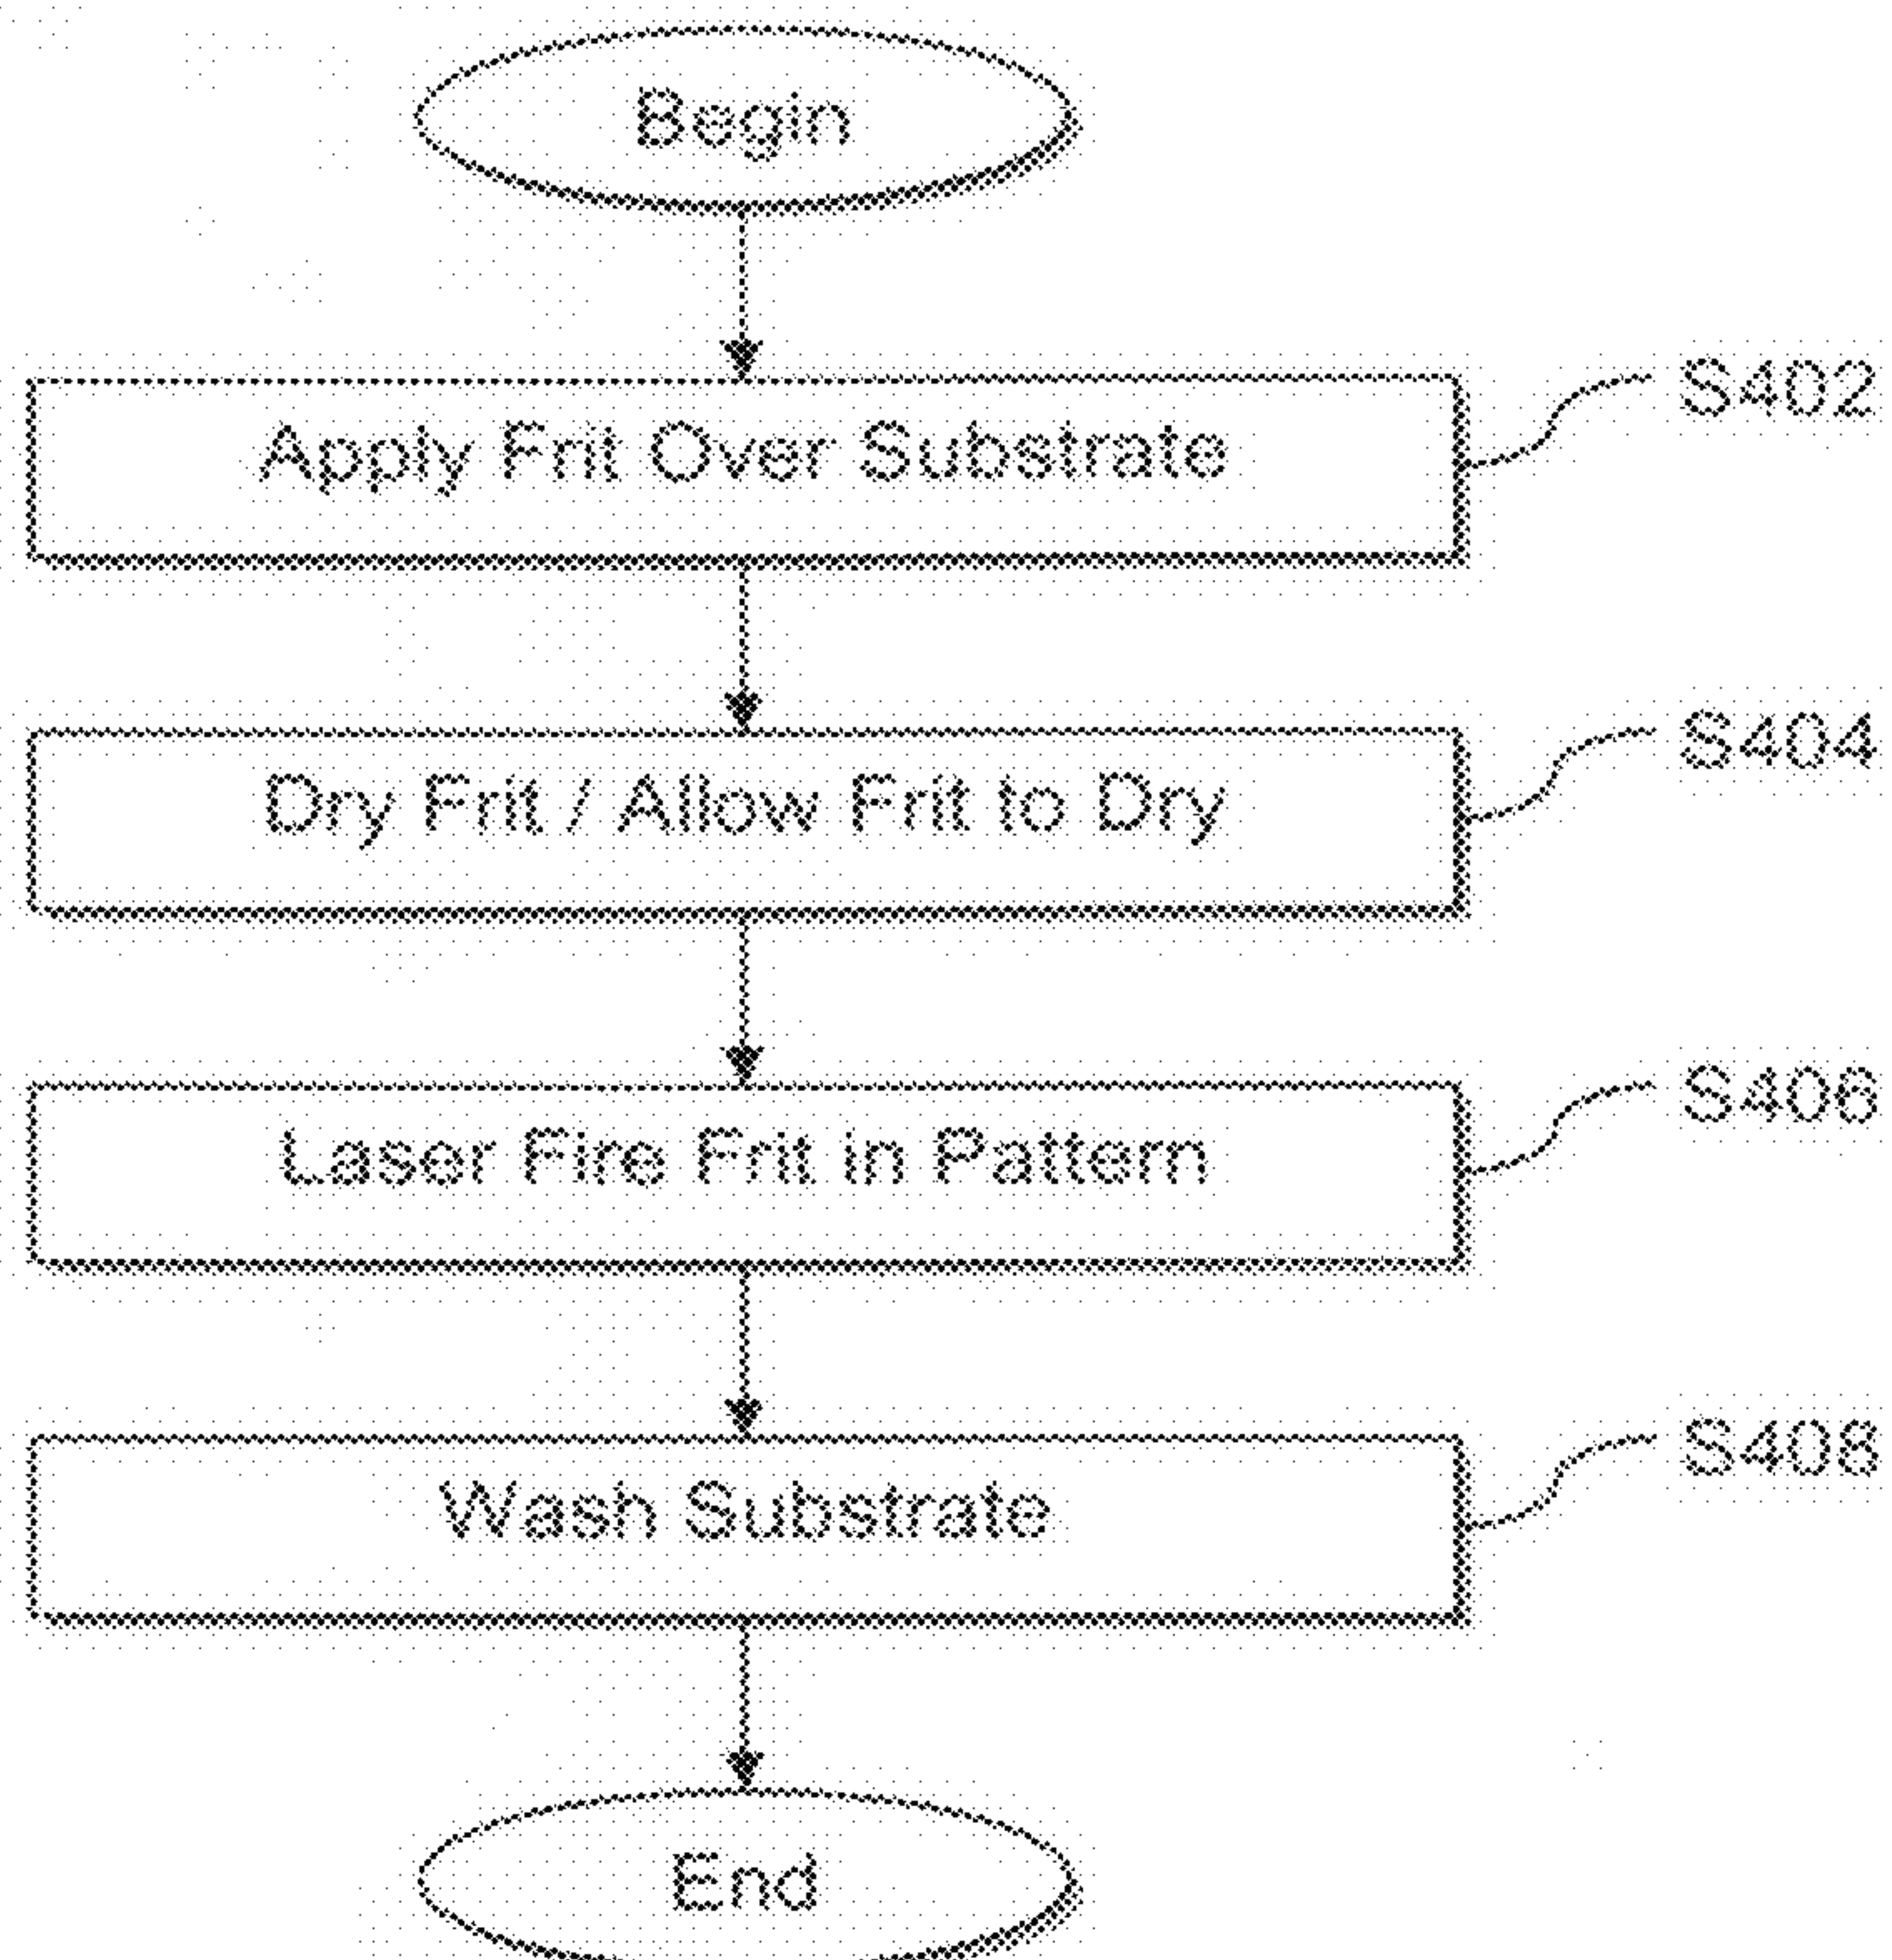 Begin
Apply Frit Over Substrate
S402
Dry Frit / Allow Frit to Dry
S404
Laser Fire Frit in Pattern
S406
Wash Substrate
S408
End